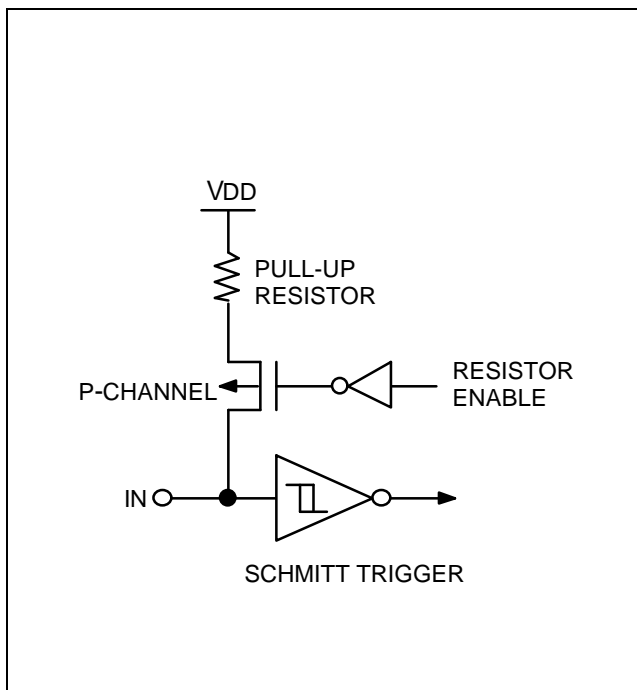 VDD
PULL-UP
RESISTOR
P-CHANNEL
RESISTOR
ENABLE
IN
SCHMITT TRIGGER